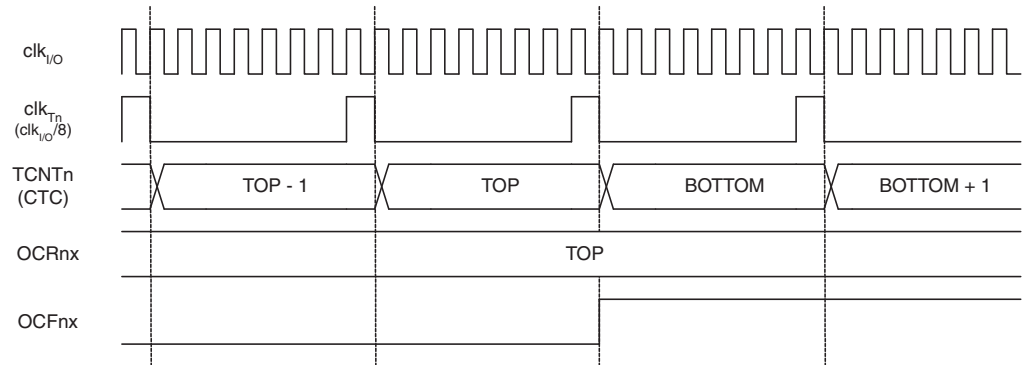 clkI/O
clkTn
(clkI/O/8)
TCNTn
(CTC)
TOP - 1
TOP
BOTTOM
BOTTOM + 1
OCRnx
TOP
OCFnx